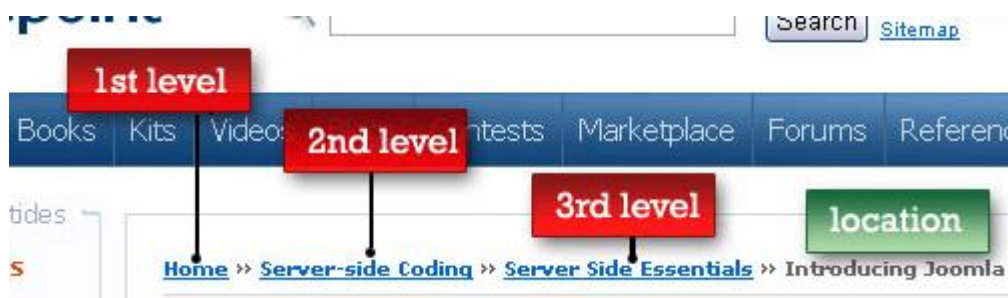 Search Sitemap
1st level
Books Kits Videos Marketplace Forums
2nd level
3rd level
location
Home » Server-side Coding » Server Side Essentials » Introducing Joomla